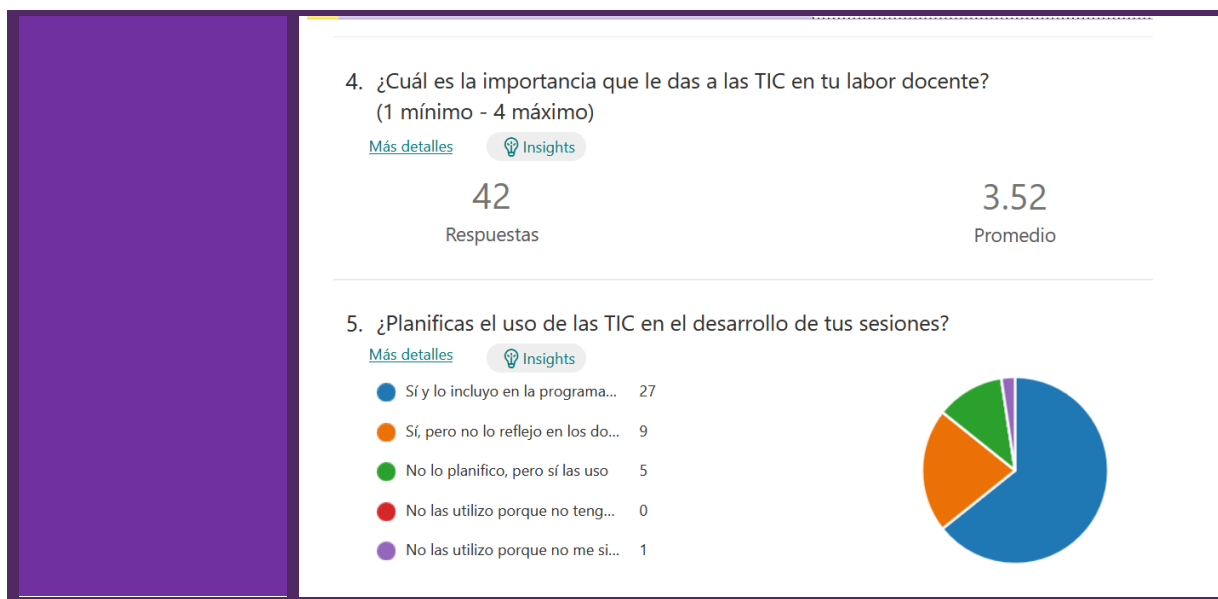 4. ¿Cuál es la importancia que le das a las TIC en tu labor docente?
(1 mínimo - 4 máximo)
Más detalles Insights
42 3.52
Respuestas Promedio
5. ¿Planificas el uso de las TIC en el desarrollo de tus sesiones?
Más detalles Insights
Sí y lo incluyo en la programa... 27
Sí, pero no lo reflejo en los do... 9
No lo planifico, pero sí las uso 5
No las utilizo porque no teng... 0
No las utilizo porque no me si... 1